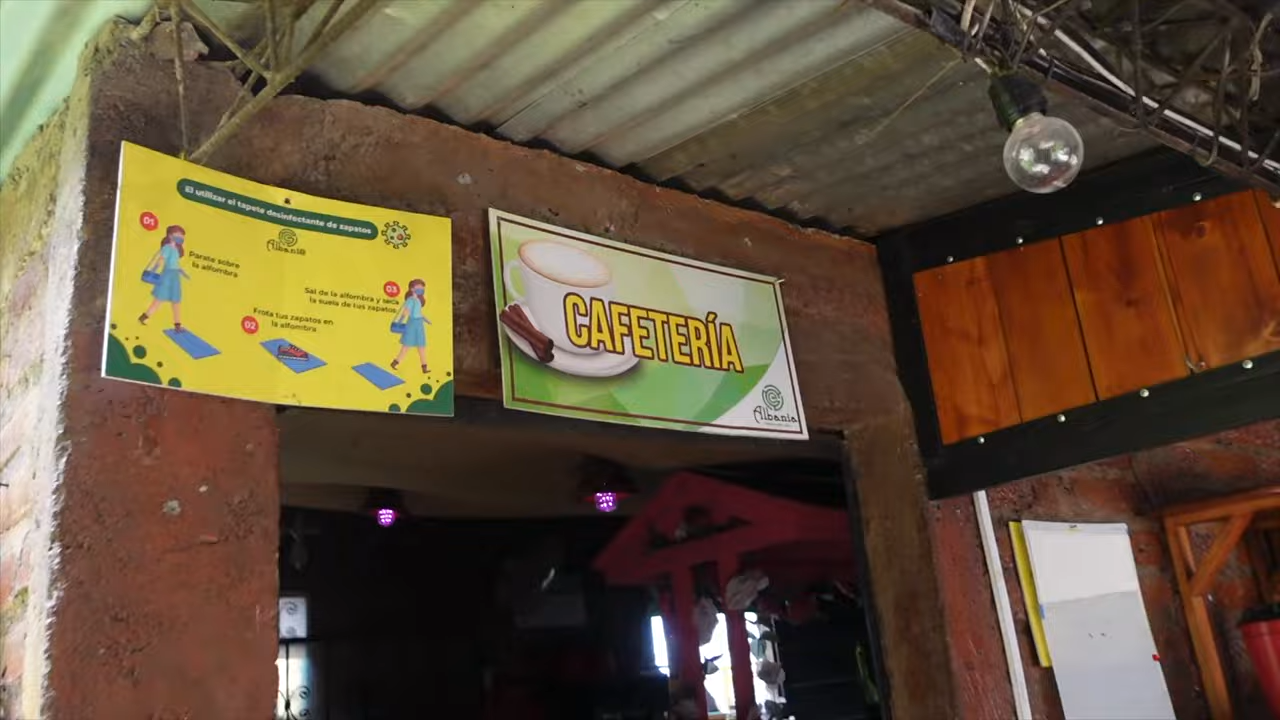 El utilizar el tapete desinfectante de zapatos
Albania
01
Parate sobre
la alfombra
02
Frota tus zapatos en
la alfombra
03
Sal de la alfombra y seca
la suela de tus zapatos
CAFETERÍA
Albania